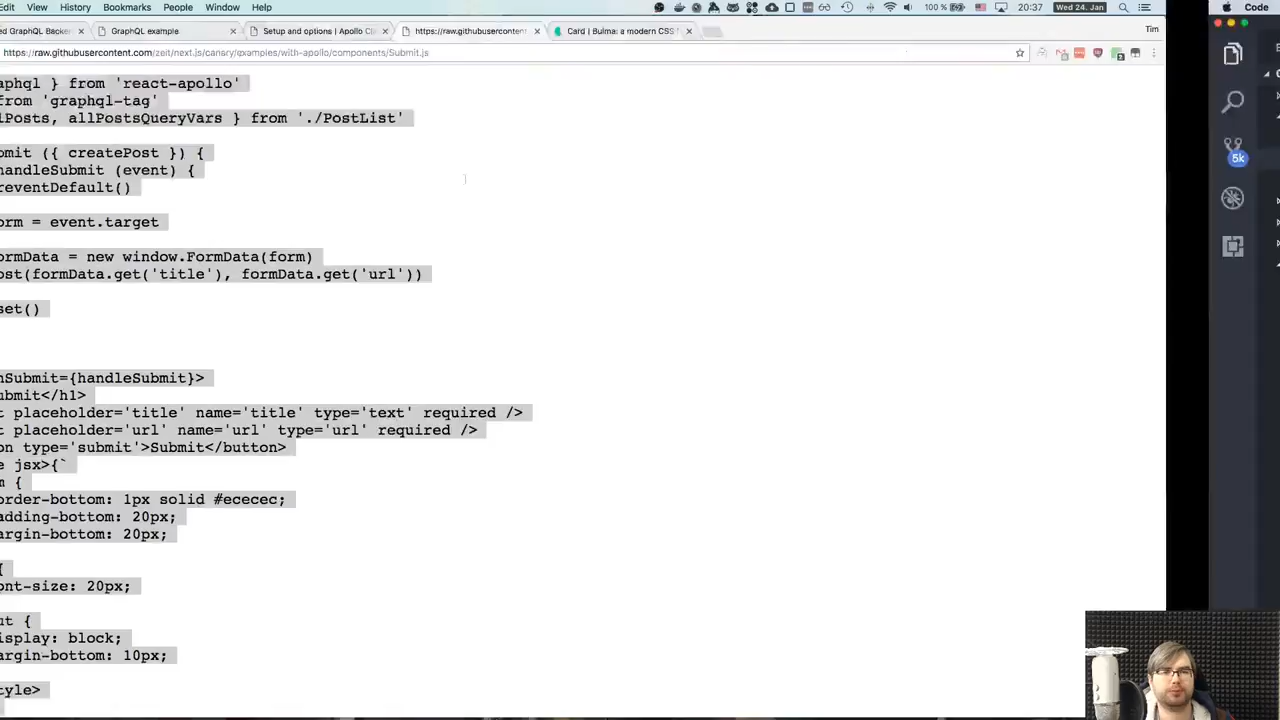 Edit View History Bookmarks People Window Help 100 % 20:37 Wed 24. Jan Code
ed GraphQL Backend GraphQL example Setup and options | Apollo Cl https://raw.githubusercontent Card | Bulma: a modern CSS Tim
https://raw.githubusercontent.com/zeit/next.js/canary/examples/with-apollo/components/Submit.js
aphql } from 'react-apollo'
from 'graphql-tag'
lPosts, allPostsQueryVars } from './PostList'
bmit ({ createPost }) {
handleSubmit (event) {
reventDefault()
orm = event.target
ormData = new window.FormData(form)
ost(formData.get('title'), formData.get('url'))
set()
nSubmit={handleSubmit}>
ubmit</h1>
t placeholder='title' name='title' type='text' required />
t placeholder='url' name='url' type='url' required />
on type='submit'>Submit</button>
e jsx>{`
m {
order-bottom: 1px solid #ececec;
adding-bottom: 20px;
argin-bottom: 20px;
{
ont-size: 20px;
ut {
isplay: block;
argin-bottom: 10px;
tyle>
5k